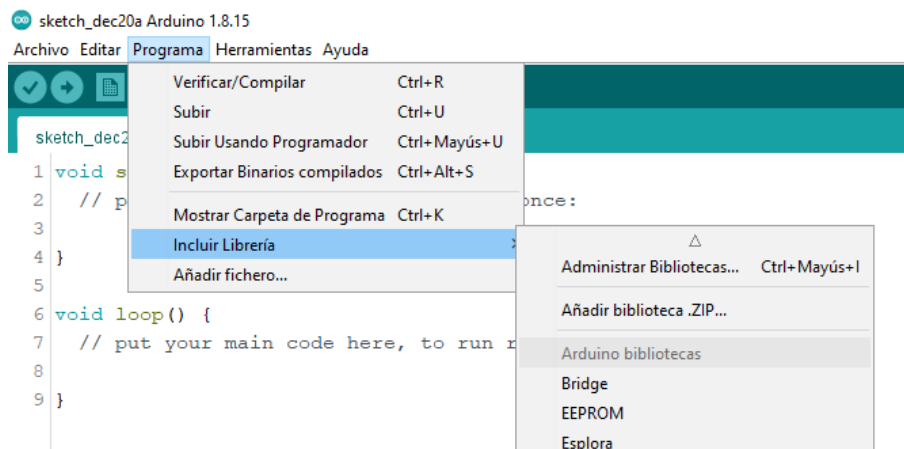 sketch_dec20a Arduino 1.8.15
Archivo Editar Programa Herramientas Ayuda
Verificar/Compilar Ctrl+R
Subir Ctrl+U
Subir Usando Programador Ctrl+Mayús+U
Exportar Binarios compilados Ctrl+Alt+S
Mostrar Carpeta de Programa Ctrl+K
Incluir Librería
Añadir fichero...
Administrar Bibliotecas... Ctrl+Mayús+I
Añadir biblioteca .ZIP...
Arduino bibliotecas
Bridge
EEPROM
Esplora
sketch_dec2
1 void s
2 // p once:
3
4 }
5
6 void loop() {
7 // put your main code here, to run r
8
9 }